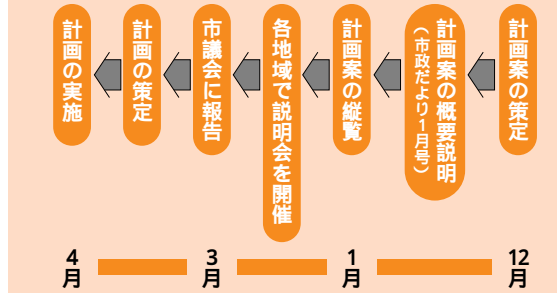 計画案の策定
計画案の概要説明
（市政だより1月号）
計画案の縦覧
各地域で説明会を開催
市議会に報告
計画の策定
計画の実施
12月
1月
3月
4月